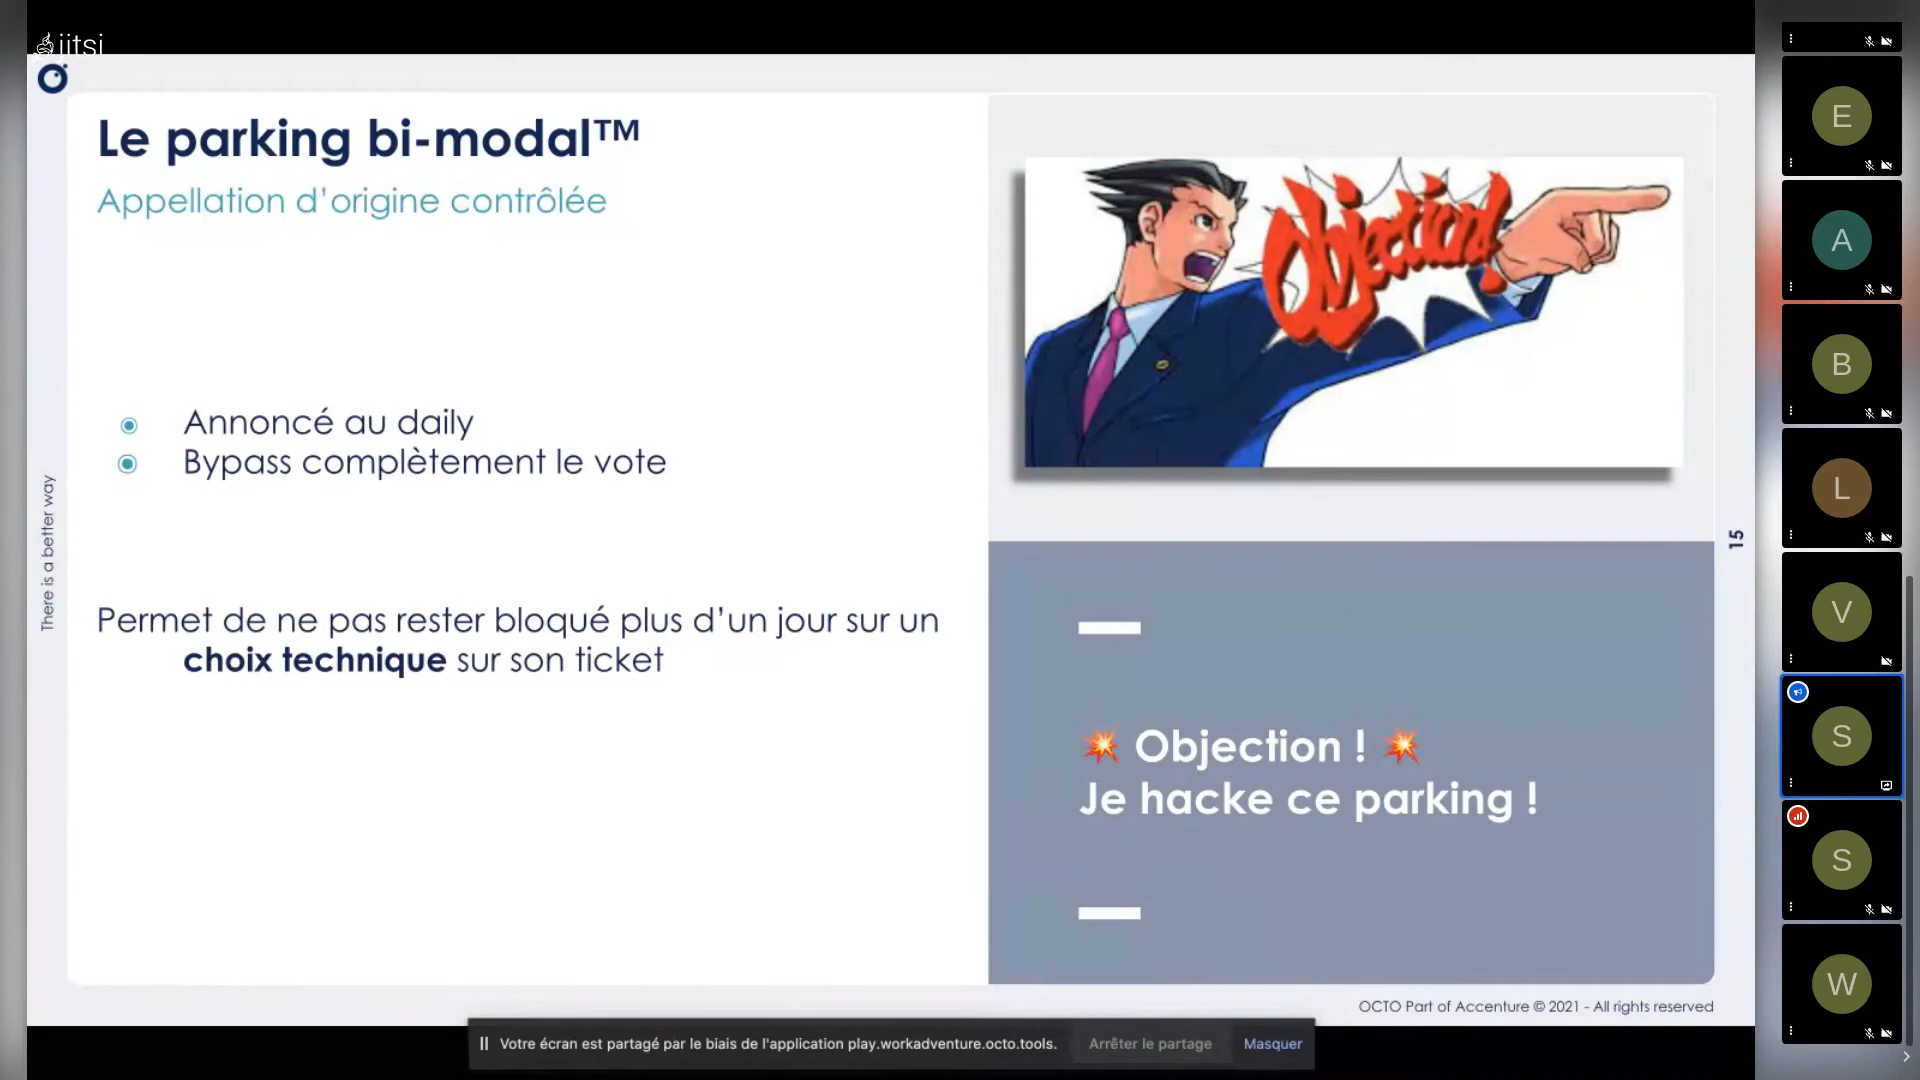 jitsi
Le parking bi-modal™
Appellation d'origine contrôlée
Annoncé au daily
Bypass complètement le vote
Permet de ne pas rester bloqué plus d'un jour sur un
choix technique sur son ticket
There is a better way
Objection!
💥 Objection ! 💥
Je hacke ce parking !
15
OCTO Part of Accenture © 2021 - All rights reserved
Votre écran est partagé par le biais de l'application play.workadventure.octo.tools.
Arrêter le partage
Masquer
E
A
B
L
V
S
S
W